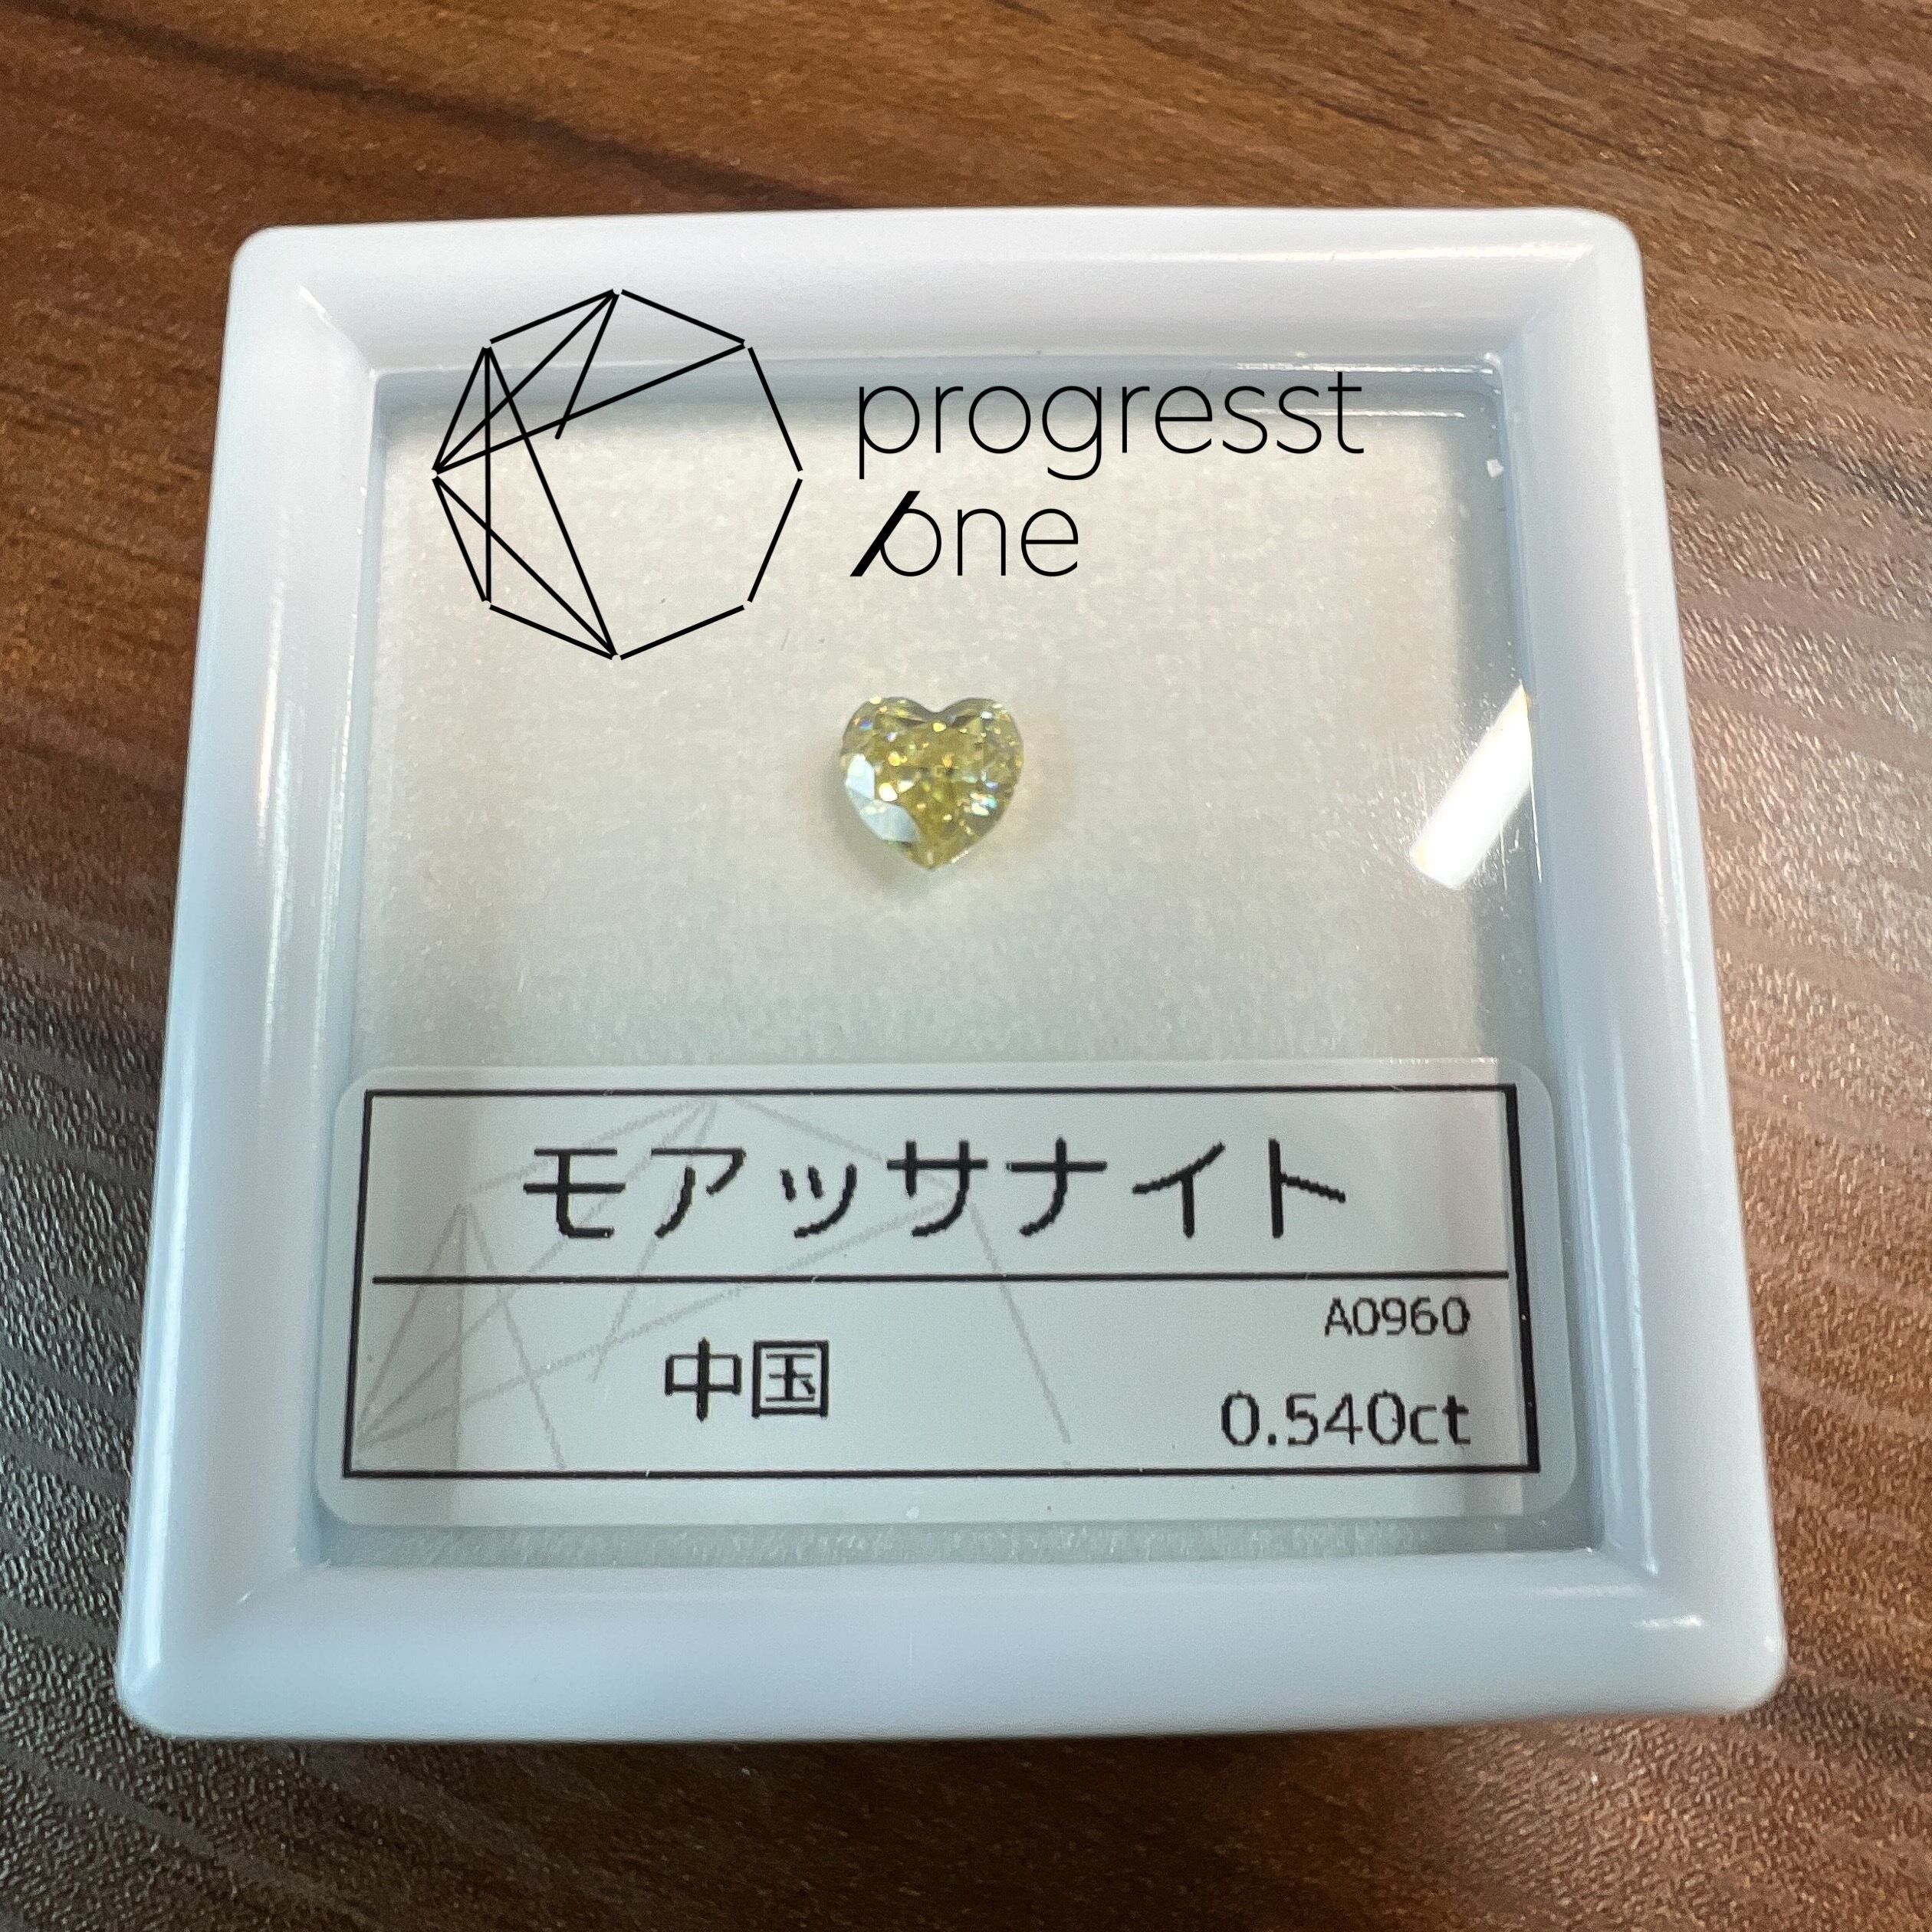 progresst
one
モアッサナイト
A0960
中国
0.540ct